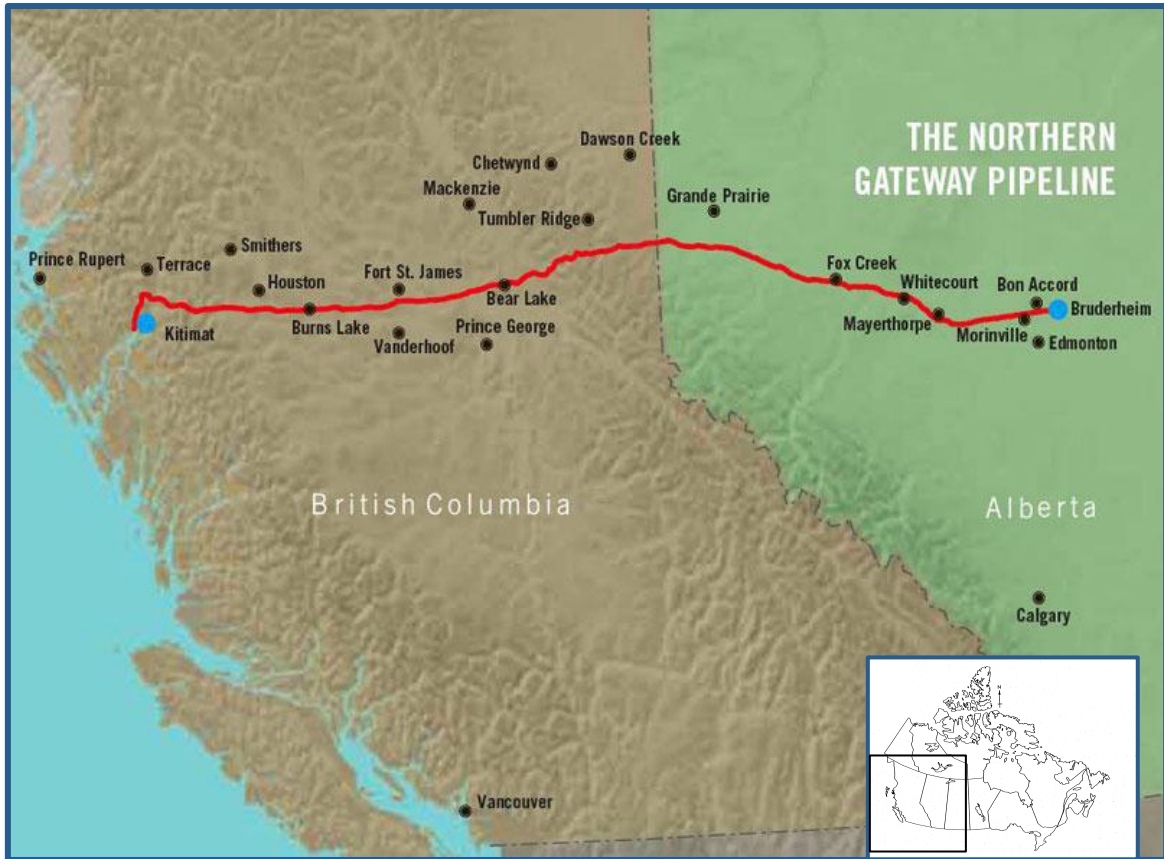 THE NORTHERN
GATEWAY PIPELINE
Dawson Creek
Chetwynd
Mackenzie
Tumbler Ridge
Grande Prairie
Smithers
Prince Rupert
Terrace
Houston
Fort St. James
Bear Lake
Fox Creek
Whitecourt
Bon Accord
Bruderheim
Kitimat
Burns Lake
Prince George
Vanderhoof
Mayerthorpe
Morinville
Edmonton
British Columbia
Alberta
Calgary
Vancouver
N